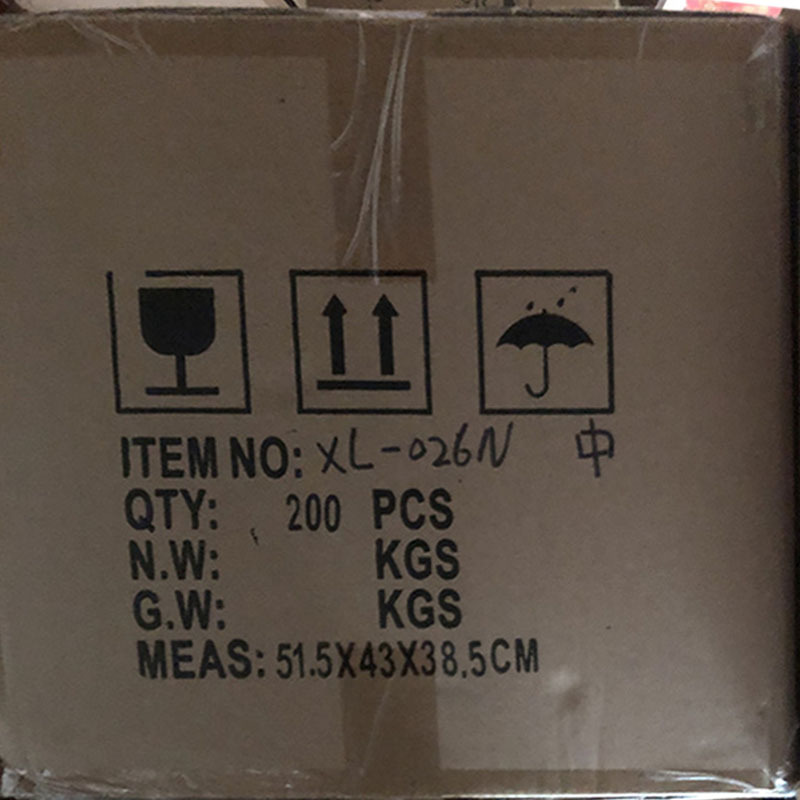 ITEM NO: XL-026N 中
QTY: 200 PCS
N.W: KGS
G.W: KGS
MEAS: 51.5X43X38.5CM